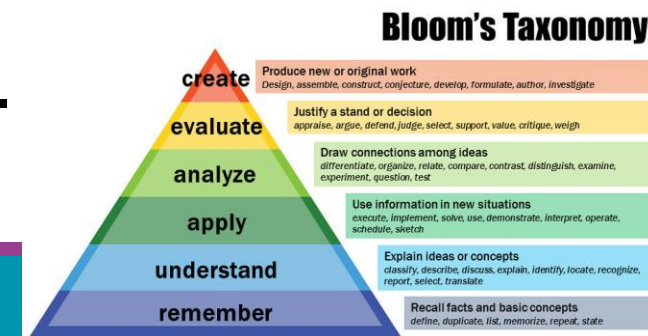 Bloom's Taxonomy
create
Produce new or original work
Design, assemble, construct, conjecture, develop, formulate, author, investigate
evaluate
Justify a stand or decision
appraise, argue, defend, judge, select, support, value, critique, weigh
analyze
Draw connections among ideas
differentiate, organize, relate, compare, contrast, distinguish, examine,
experiment, question, test
apply
Use information in new situations
execute, implement, solve, use, demonstrate, interpret, operate,
schedule, sketch
understand
Explain ideas or concepts
classify, describe, discuss, explain, identify, locate, recognize,
report, select, translate
remember
Recall facts and basic concepts
define, duplicate, list, memorize, repeat, state